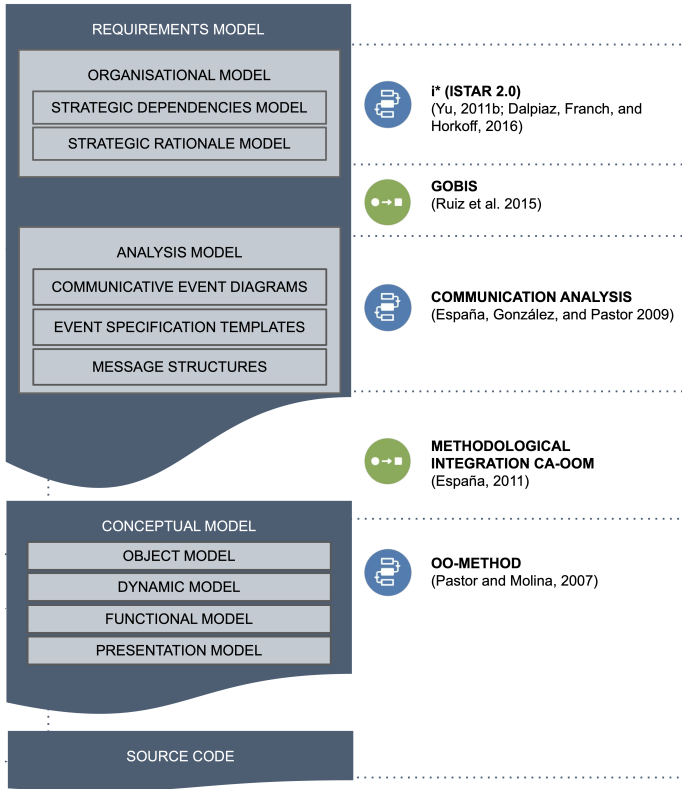 REQUIREMENTS MODEL
ORGANISATIONAL MODEL
STRATEGIC DEPENDENCIES MODEL
STRATEGIC RATIONALE MODEL
i* (ISTAR 2.0)
(Yu, 2011b; Dalpiaz, Franch, and
Horkoff, 2016)
GOBIS
(Ruiz et al. 2015)
ANALYSIS MODEL
COMMUNICATIVE EVENT DIAGRAMS
EVENT SPECIFICATION TEMPLATES
MESSAGE STRUCTURES
COMMUNICATION ANALYSIS
(España, González, and Pastor 2009)
METHODOLOGICAL
INTEGRATION CA-OOM
(España, 2011)
CONCEPTUAL MODEL
OBJECT MODEL
DYNAMIC MODEL
FUNCTIONAL MODEL
PRESENTATION MODEL
OO-METHOD
(Pastor and Molina, 2007)
SOURCE CODE